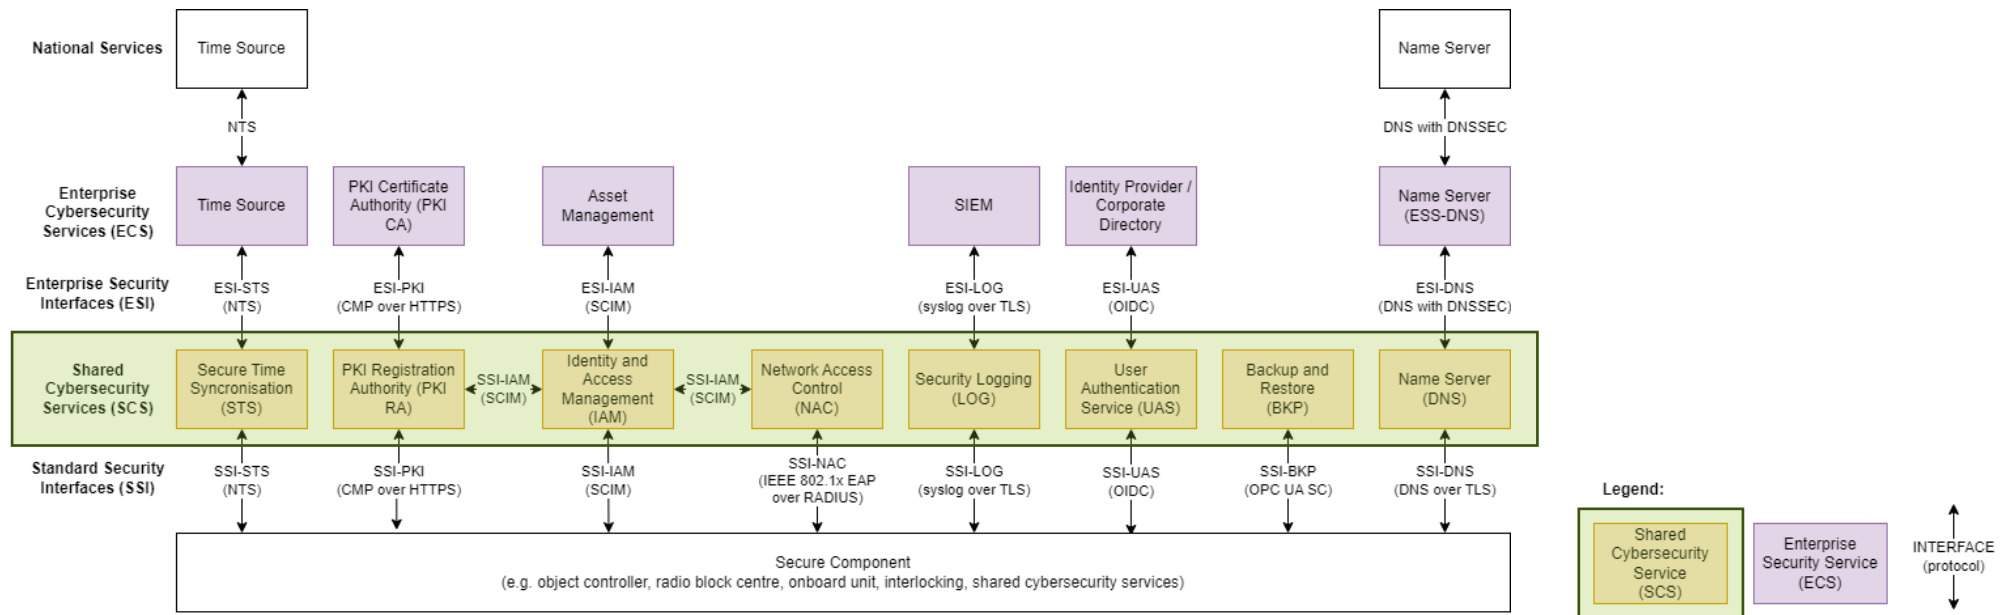 National Services
Time Source
Name Server
NTS
DNS with DNSSEC
Enterprise
Cybersecurity
Services (ECS)
Time Source
PKI Certificate
Authority (PKI
CA)
Asset
Management
SIEM
Identity Provider /
Corporate
Directory
Name Server
(ESS-DNS)
Enterprise Security
Interfaces (ESI)
ESI-STS
(NTS)
ESI-PKI
(CMP over HTTPS)
ESI-IAM
(SCIM)
ESI-LOG
(syslog over TLS)
ESI-UAS
(OIDC)
ESI-DNS
(DNS with DNSSEC)
Shared
Cybersecurity
Services (SCS)
Secure Time
Syncronisation
(STS)
PKI Registration
Authority (PKI
RA)
SSI-IAM
(SCIM)
Identity and
Access
Management
(IAM)
SSI-IAM
(SCIM)
Network Access
Control
(NAC)
Security Logging
(LOG)
User
Authentication
Service (UAS)
Backup and
Restore
(BKP)
Name Server
(DNS)
Standard Security
Interfaces (SSI)
SSI-STS
(NTS)
SSI-PKI
(CMP over HTTPS)
SSI-IAM
(SCIM)
SSI-NAC
(IEEE 802.1x EAP
over RADIUS)
SSI-LOG
(syslog over TLS)
SSI-UAS
(OIDC)
SSI-BKP
(OPC UA SC)
SSI-DNS
(DNS over TLS)
Secure Component
(e.g. object controller, radio block centre, onboard unit, interlocking, shared cybersecurity services)
Legend:
Shared
Cybersecurity
Service
(SCS)
Enterprise
Security Service
(ECS)
INTERFACE
(protocol)